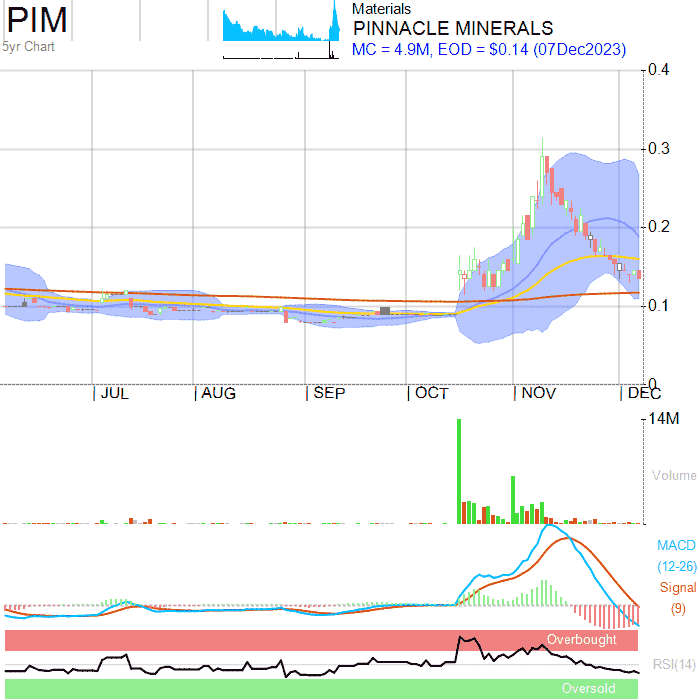 PIM
5yr Chart
Materials
PINNACLE MINERALS
MC = 4.9M, EOD = $0.14 (07Dec2023)
0.4
0.3
0.2
0.1
0
JUL AUG SEP OCT NOV DEC
14M
Volume
MACD
(12-26)
Signal
(9)
Overbought
RSI(14)
Oversold